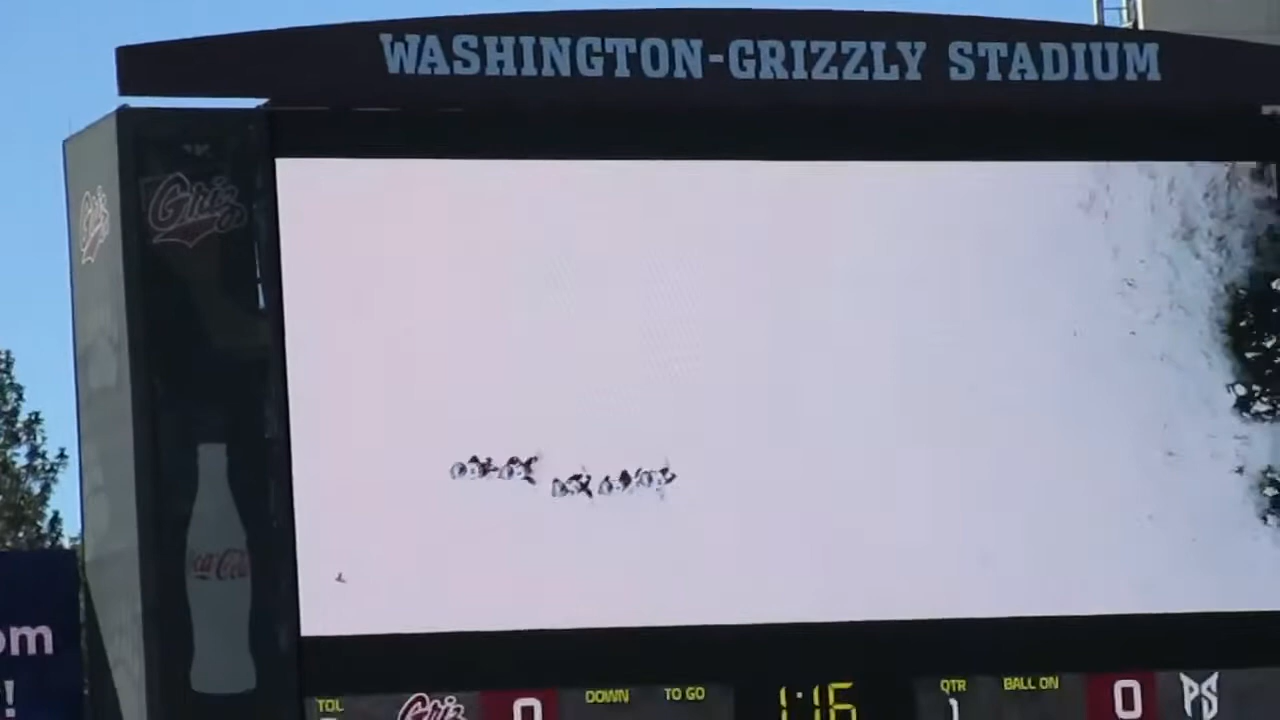 WASHINGTON-GRIZZLY STADIUM
Griz
Griz
Coca-Cola
om
!
TOL
Griz
0
DOWN
TO GO
1:16
QTR
1
BALL ON
0
PS